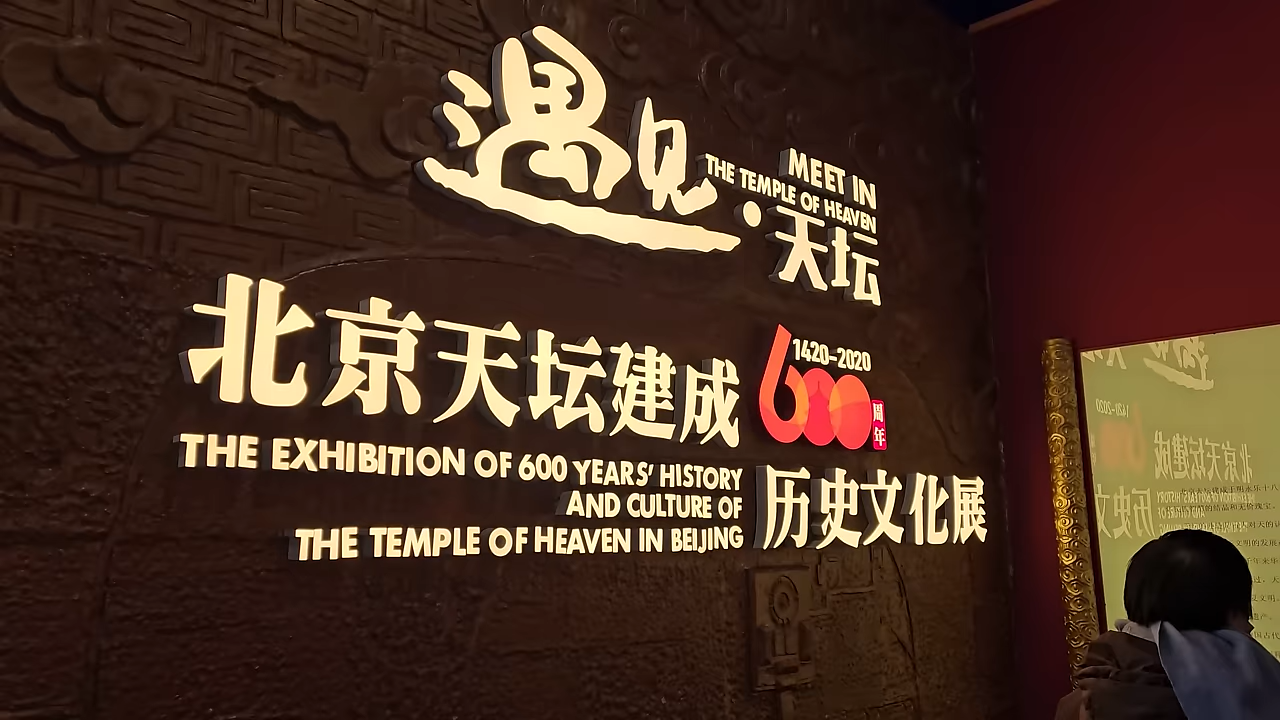 遇见·天坛
MEET IN
THE TEMPLE OF HEAVEN
北京天坛建成
1420-2020
600
周年
THE EXHIBITION OF 600 YEARS' HISTORY
AND CULTURE OF
THE TEMPLE OF HEAVEN IN BEIJING
历史文化展